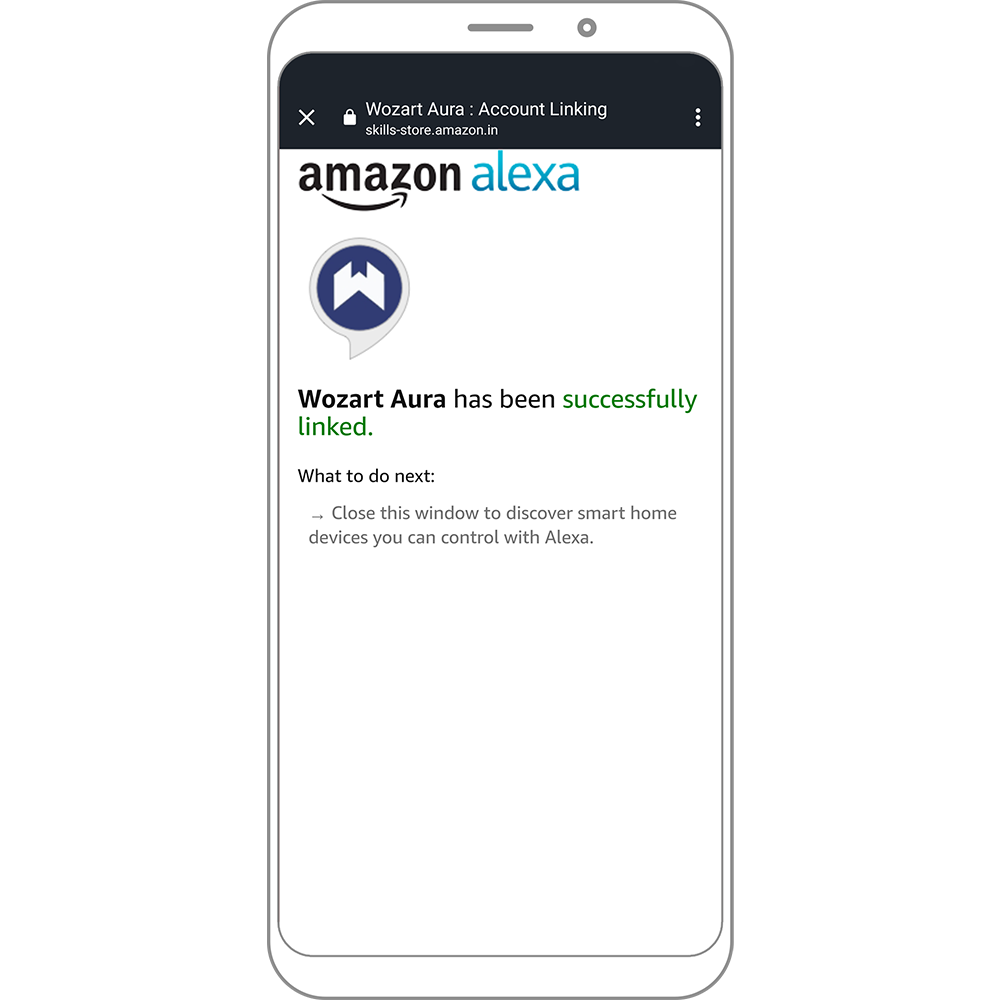 Wozart Aura : Account Linking
skills-store.amazon.in
amazon alexa
Wozart Aura has been successfully
linked.
What to do next:
→ Close this window to discover smart home
devices you can control with Alexa.